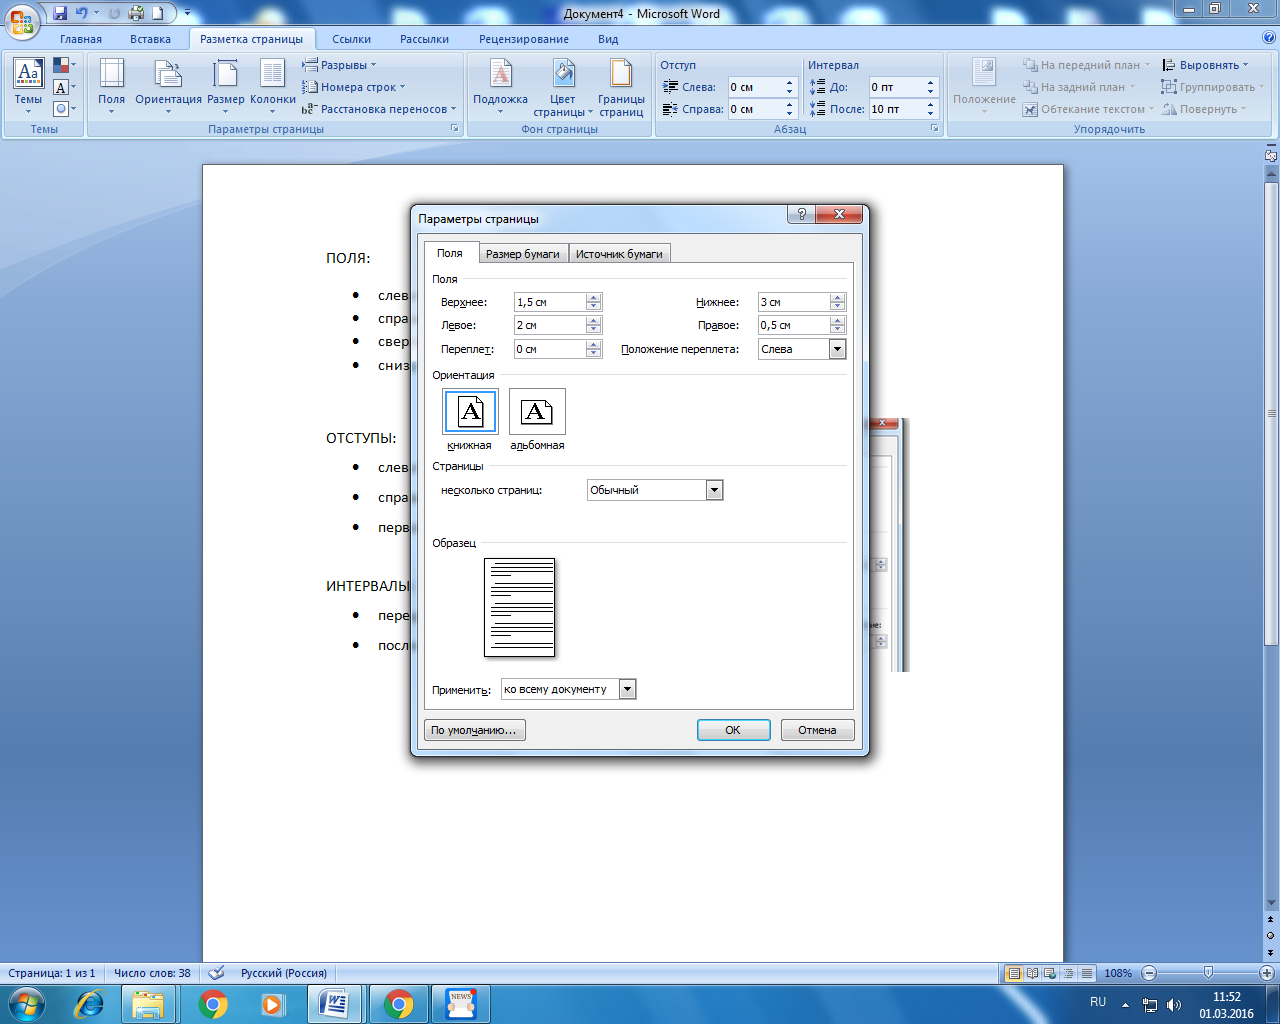 Документ4 - Microsoft Word
Главная Вставка Разметка страницы Ссылки Рассылки Рецензирование Вид
Темы Поля Ориентация Размер Колонки
Разрывы
Номера строк
Расстановка переносов
Подложка Цвет страницы Границы страниц
Отступ
Слева: 0 см
Справа: 0 см
Интервал
До: 0 пт
После: 10 пт
Положение
На передний план
На задний план
Обтекание текстом
Выровнять
Группировать
Повернуть
Темы Параметры страницы Фон страницы Абзац Упорядочить
ПОЛЯ:
слев
спра
свер
сниз
ОТСТУПЫ:
слев
спра
перв
ИНТЕРВАЛЫ
пере
посл
Параметры страницы
Поля Размер бумаги Источник бумаги
Поля
Верхнее: 1,5 см Нижнее: 3 см
Левое: 2 см Правое: 0,5 см
Переплет: 0 см Положение переплета: Слева
Ориентация
книжная альбомная
Страницы
несколько страниц: Обычный
Образец
Применить: ко всему документу
По умолчанию... ОК Отмена
Страница: 1 из 1 Число слов: 38 Русский (Россия) 108%
NEWS
RU 11:52
01.03.2016